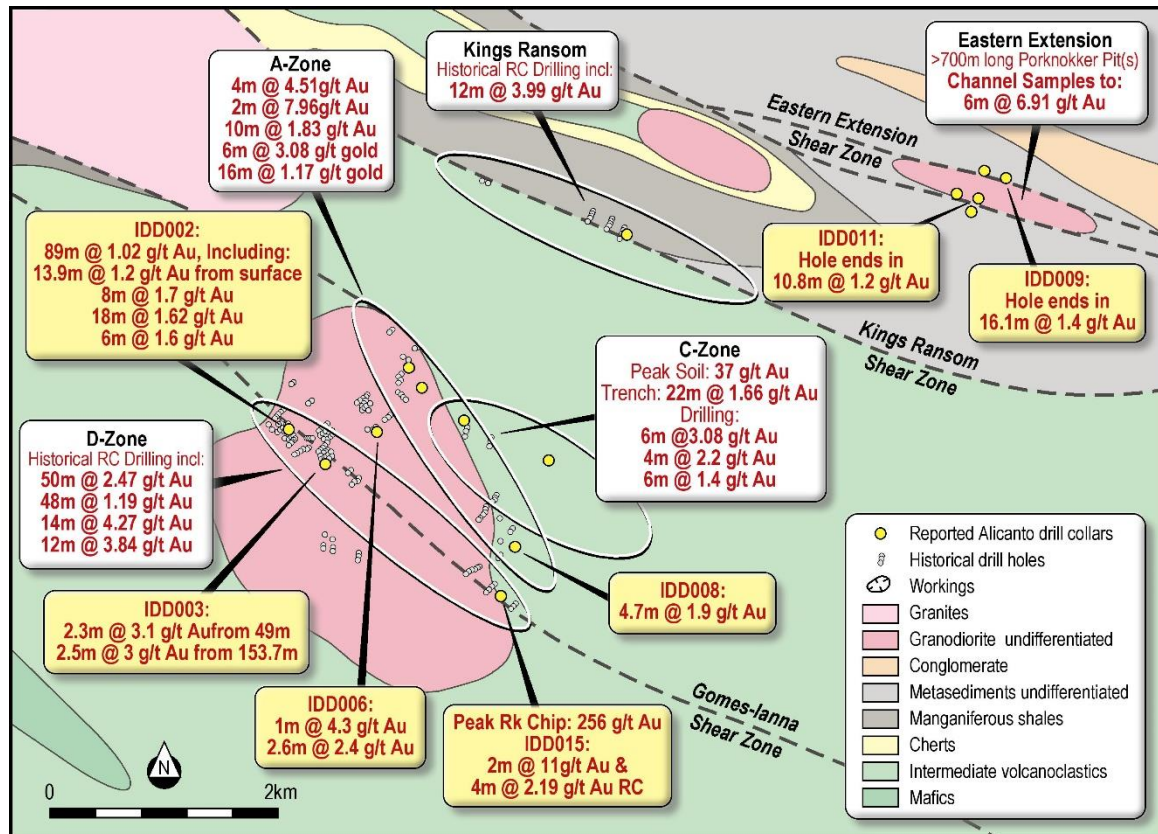 A-Zone
4m @ 4.51g/t Au
2m @ 7.96g/t Au
10m @ 1.83 g/t Au
6m @ 3.08 g/t gold
16m @ 1.17 g/t gold
Kings Ransom
Historical RC Drilling incl:
12m @ 3.99 g/t Au
Eastern Extension
>700m long Porknokker Pit(s)
Channel Samples to:
6m @ 6.91 g/t Au
Eastern Extension
Shear Zone
IDD002:
89m @ 1.02 g/t Au, Including:
13.9m @ 1.2 g/t Au from surface
8m @ 1.7 g/t Au
18m @ 1.62 g/t Au
6m @ 1.6 g/t Au
IDD011:
Hole ends in
10.8m @ 1.2 g/t Au
IDD009:
Hole ends in
16.1m @ 1.4 g/t Au
Kings Ransom
Shear Zone
C-Zone
Peak Soil: 37 g/t Au
Trench: 22m @ 1.66g/t Au
Drilling:
6m @3.08 g/t Au
4m @ 2.2 g/t Au
6m @ 1.4 g/t Au
D-Zone
Historical RC Drilling incl:
50m @ 2.47 g/t Au
48m @ 1.19 g/t Au
14m @ 4.27 g/t Au
12m @ 3.84 g/t Au
IDD003:
2.3m @ 3.1 g/t Aufrom 49m
2.5m @ 3 g/t Au from 153.7m
IDD006:
1m @ 4.3 g/t Au
2.6m @ 2.4 g/t Au
IDD008:
4.7m @ 1.9 g/t Au
Peak Rk Chip: 256 g/t Au
IDD015:
2m @ 11g/t Au &
4m @ 2.19 g/t Au RC
Gomes-Ianna
Shear Zone
Reported Alicanto drill collars
Historical drill holes
Workings
Granites
Granodiorite undifferentiated
Conglomerate
Metasediments undifferentiated
Manganiferous shales
Cherts
Intermediate volcanoclastics
Mafics
N
0 2km